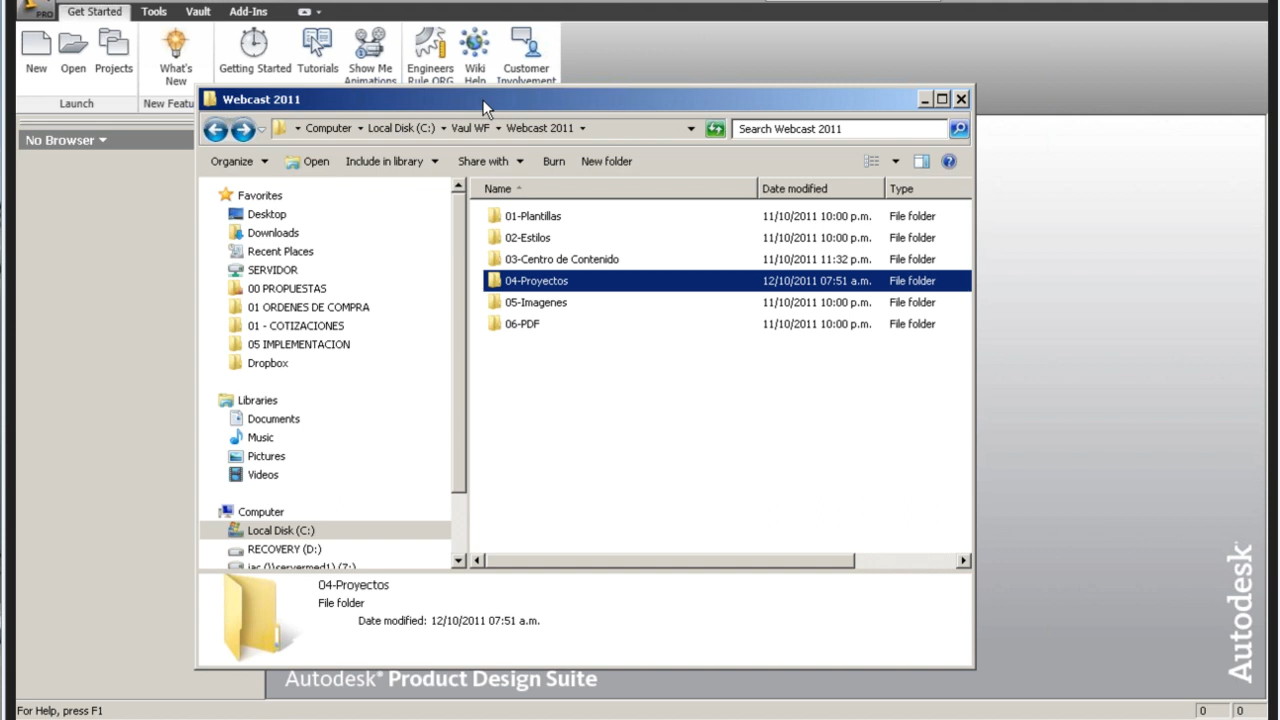 PRO
Get Started Tools Vault Add-Ins
New Open Projects What's New Getting Started Tutorials Show Me Animations Engineers Rule ORG Wiki Help Customer Involvement
Launch New Featu
No Browser
Webcast 2011
Computer Local Disk (C:) Vaul WF Webcast 2011
Search Webcast 2011
Organize Open Include in library Share with Burn New folder
Name Date modified Type
Favorites
Desktop
Downloads
Recent Places
SERVIDOR
00 PROPUESTAS
01 ORDENES DE COMPRA
01 - COTIZACIONES
05 IMPLEMENTACION
Dropbox
Libraries
Documents
Music
Pictures
Videos
Computer
Local Disk (C:)
RECOVERY (D:)
01-Plantillas 11/10/2011 10:00 p.m. File folder
02-Estilos 11/10/2011 10:00 p.m. File folder
03-Centro de Contenido 11/10/2011 11:32 p.m. File folder
04-Proyectos 12/10/2011 07:51 a.m. File folder
05-Imagenes 11/10/2011 10:00 p.m. File folder
06-PDF 11/10/2011 10:00 p.m. File folder
04-Proyectos
File folder
Date modified: 12/10/2011 07:51 a.m.
Autodesk® Product Design Suite
Autodesk®
For Help, press F1
0 0